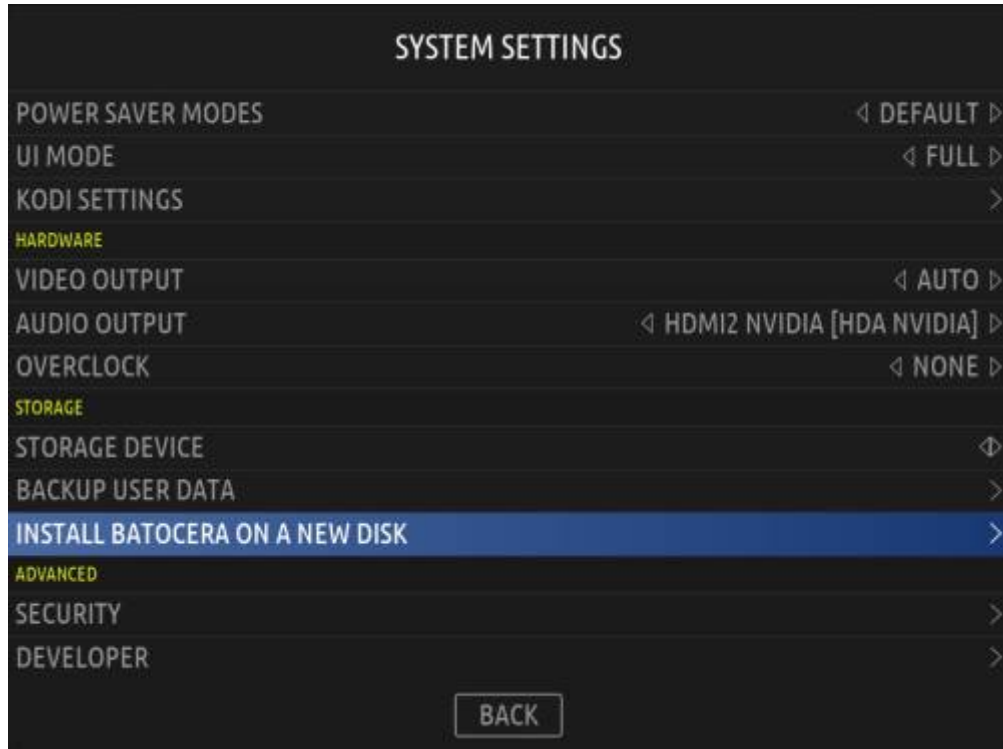 SYSTEM SETTINGS
POWER SAVER MODES DEFAULT
UI MODE FULL
KODI SETTINGS
HARDWARE
VIDEO OUTPUT AUTO
AUDIO OUTPUT HDMI2 NVIDIA [HDA NVIDIA]
OVERCLOCK NONE
STORAGE
STORAGE DEVICE
BACKUP USER DATA
INSTALL BATOCERA ON A NEW DISK
ADVANCED
SECURITY
DEVELOPER
BACK